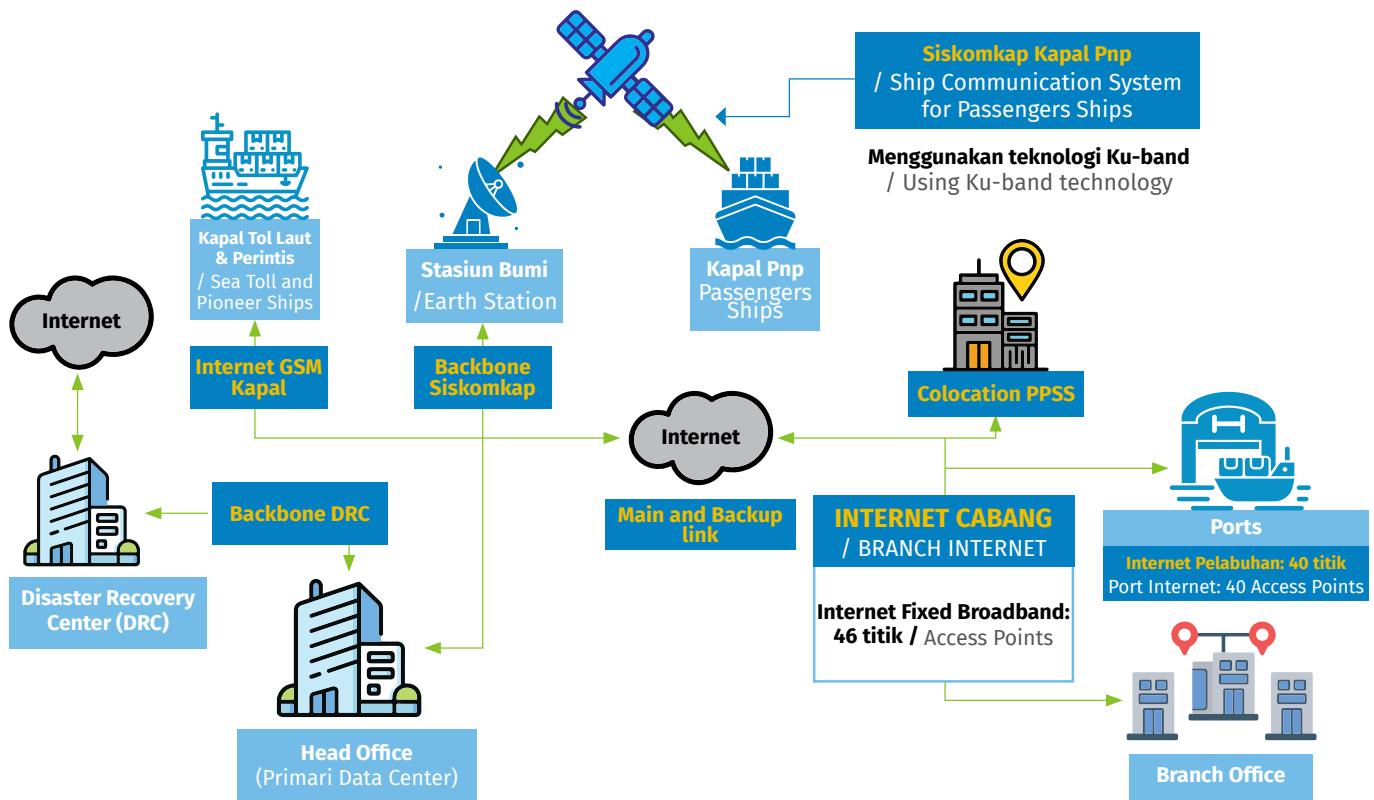 Siskomkap Kapal Pnp
/ Ship Communication System
for Passengers Ships
Menggunakan teknologi Ku-band
/ Using Ku-band technology
Kapal Tol Laut
& Perintis
/ Sea Toll and
Pioneer Ships
Stasiun Bumi
/Earth Station
Kapal Pnp
Passengers
Ships
Internet
Internet GSM
Kapal
Backbone
Siskomkap
Colocation PPSS
Internet
Main and Backup
link
Backbone DRC
INTERNET CABANG
/ BRANCH INTERNET
Internet Fixed Broadband:
46 titik / Access Points
Ports
Internet Pelabuhan: 40 titik
Port Internet: 40 Access Points
Disaster Recovery
Center (DRC)
Head Office
(Primari Data Center)
Branch Office